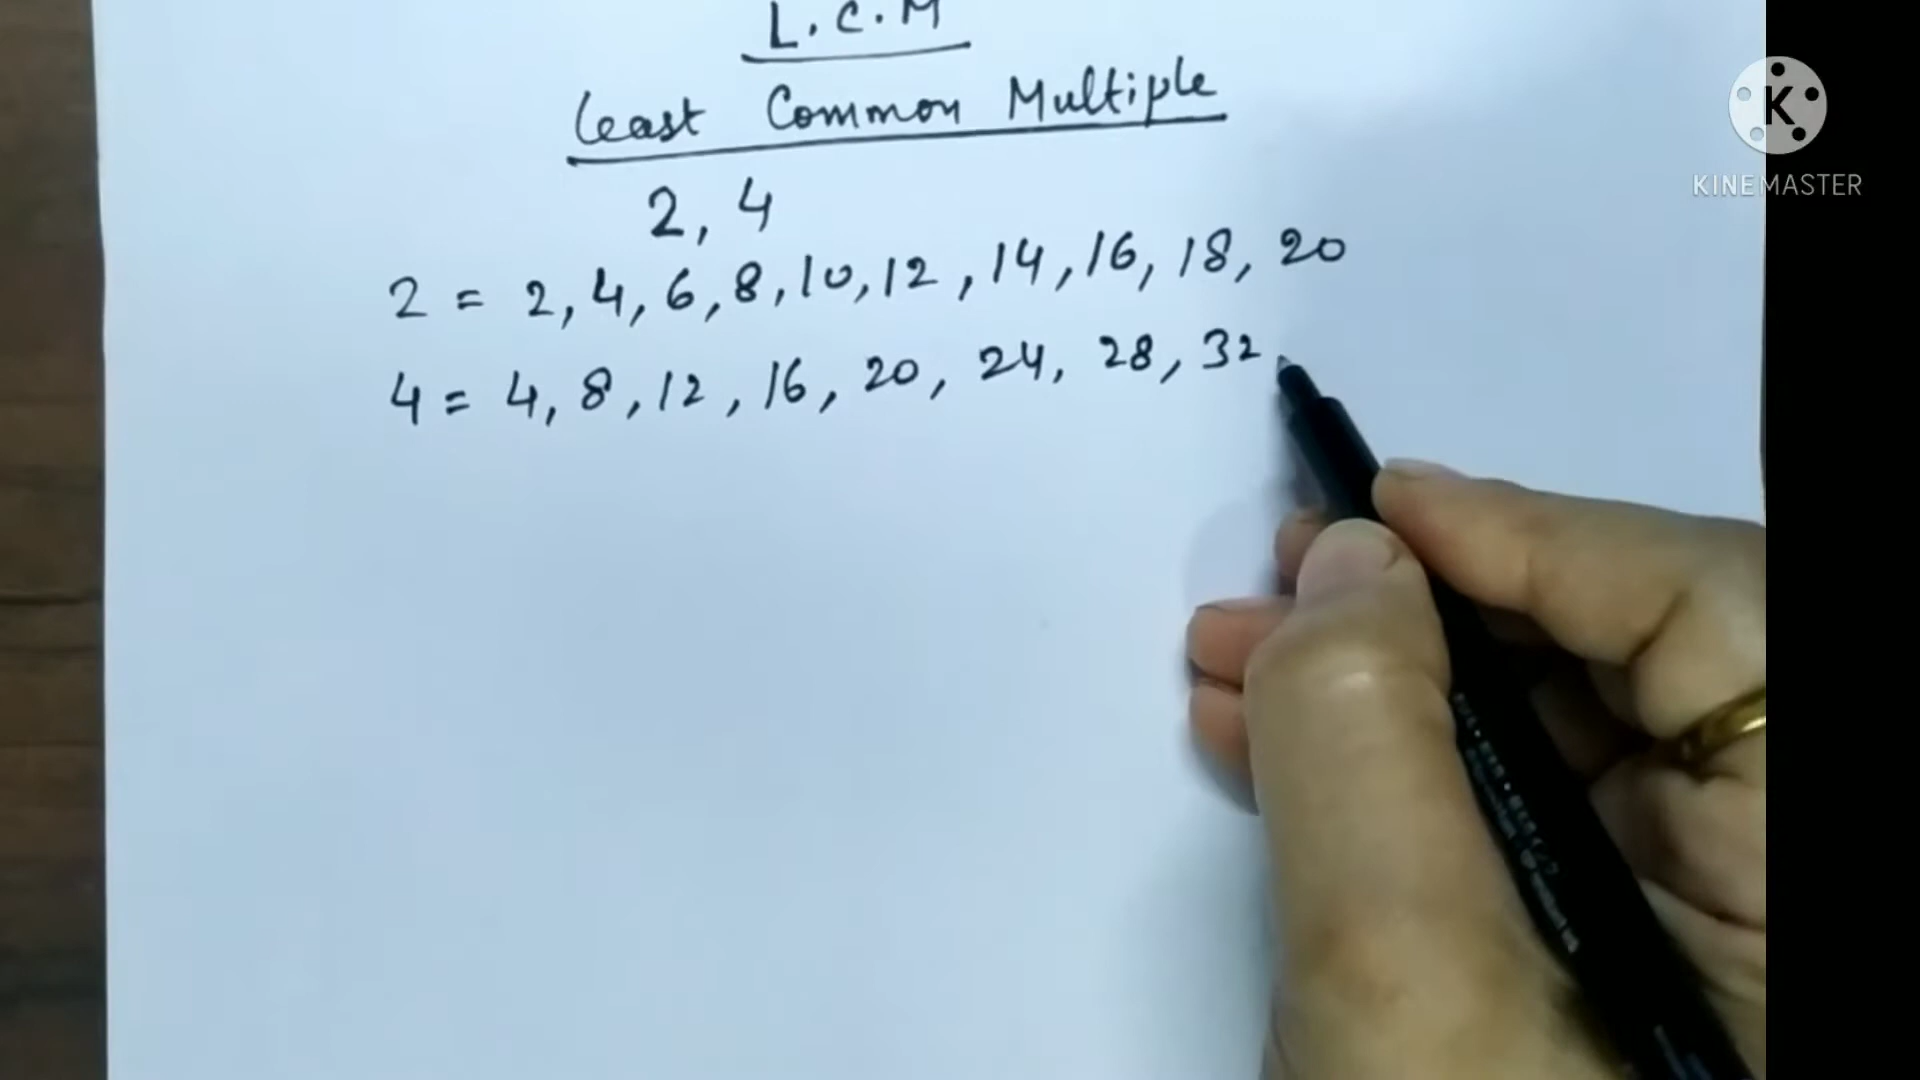 L.C.M
Least Common Multiple
2, 4
2 = 2, 4, 6, 8, 10, 12, 14, 16, 18, 20
4 = 4, 8, 12, 16, 20, 24, 28, 32
K
KINEMASTER